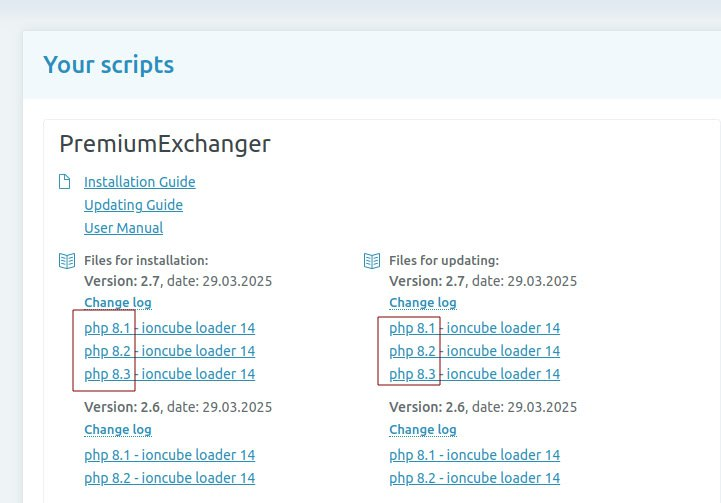 Your scripts
PremiumExchanger
Installation Guide
Updating Guide
User Manual
Files for installation:
Version: 2.7, date: 29.03.2025
Change log
php 8.1 - ioncube loader 14
php 8.2 - ioncube loader 14
php 8.3 - ioncube loader 14
Version: 2.6, date: 29.03.2025
Change log
php 8.1 - ioncube loader 14
php 8.2 - ioncube loader 14
Files for updating:
Version: 2.7, date: 29.03.2025
Change log
php 8.1 - ioncube loader 14
php 8.2 - ioncube loader 14
php 8.3 - ioncube loader 14
Version: 2.6, date: 29.03.2025
Change log
php 8.1 - ioncube loader 14
php 8.2 - ioncube loader 14